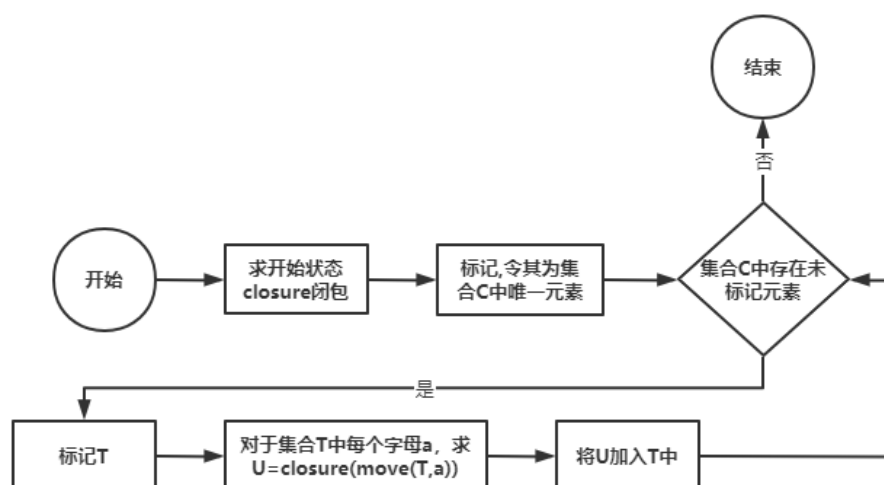 结束
否
开始
求开始状态
closure闭包
标记,令其为集
合C中唯一元素
集合C中存在未
标记元素
是
标记T
对于集合T中每个字母a，求
U=closure(move(T,a))
将U加入T中